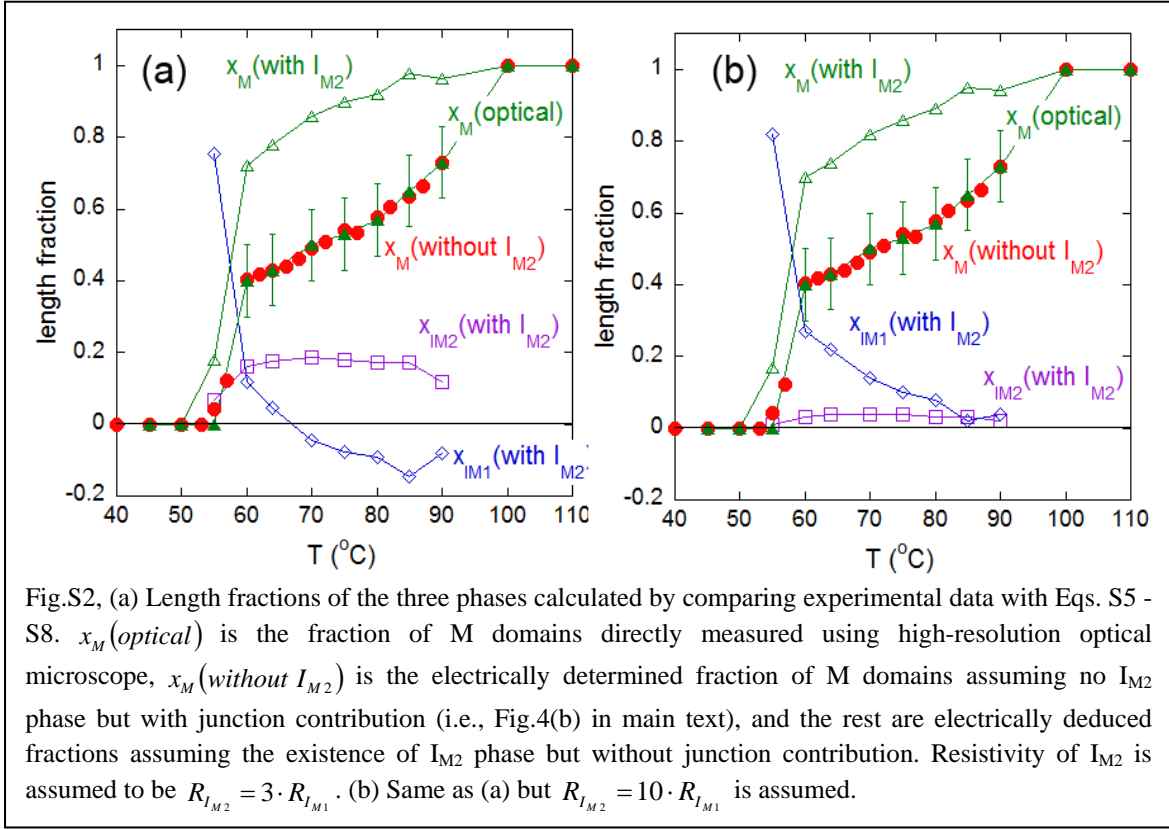 (a)
x_M(with I_M2)
x_M(optical)
x_M(without I_M2)
x_IM2(with I_M2)
x_IM1(with I_M2)
length fraction
1
0.8
0.6
0.4
0.2
0
-0.2
40 50 60 70 80 90 100 110
T (°C)
(b)
x_M(with I_M2)
x_M(optical)
x_M(without I_M2)
x_IM1(with I_M2)
x_IM2(with I_M2)
length fraction
1
0.8
0.6
0.4
0.2
0
-0.2
40 50 60 70 80 90 100 110
T (°C)
Fig.S2, (a) Length fractions of the three phases calculated by comparing experimental data with Eqs. S5 -
S8. x_M(optical) is the fraction of M domains directly measured using high-resolution optical
microscope, x_M(without I_M2) is the electrically determined fraction of M domains assuming no I_M2
phase but with junction contribution (i.e., Fig.4(b) in main text), and the rest are electrically deduced
fractions assuming the existence of I_M2 phase but without junction contribution. Resistivity of I_M2 is
assumed to be R_I_M2 = 3·R_I_M1. (b) Same as (a) but R_I_M2 = 10·R_I_M1 is assumed.